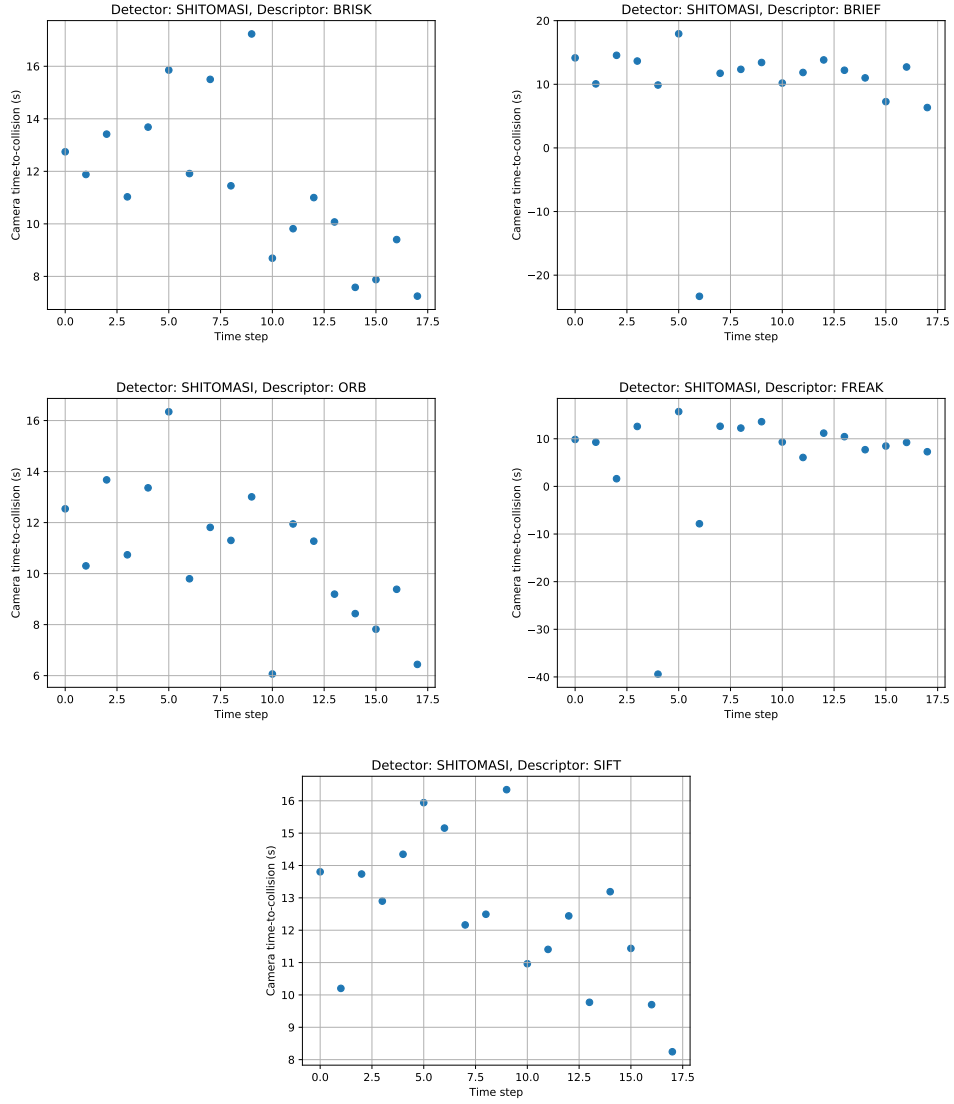 Detector: SHITOMASI, Descriptor: BRISK
Camera time-to-collision (s)
16
14
12
10
8
0.0 2.5 5.0 7.5 10.0 12.5 15.0 17.5
Time step
Detector: SHITOMASI, Descriptor: BRIEF
Camera time-to-collision (s)
20
10
0
−10
−20
0.0 2.5 5.0 7.5 10.0 12.5 15.0 17.5
Time step
Detector: SHITOMASI, Descriptor: ORB
Camera time-to-collision (s)
16
14
12
10
8
6
0.0 2.5 5.0 7.5 10.0 12.5 15.0 17.5
Time step
Detector: SHITOMASI, Descriptor: FREAK
Camera time-to-collision (s)
10
0
−10
−20
−30
−40
0.0 2.5 5.0 7.5 10.0 12.5 15.0 17.5
Time step
Detector: SHITOMASI, Descriptor: SIFT
Camera time-to-collision (s)
16
15
14
13
12
11
10
9
8
0.0 2.5 5.0 7.5 10.0 12.5 15.0 17.5
Time step